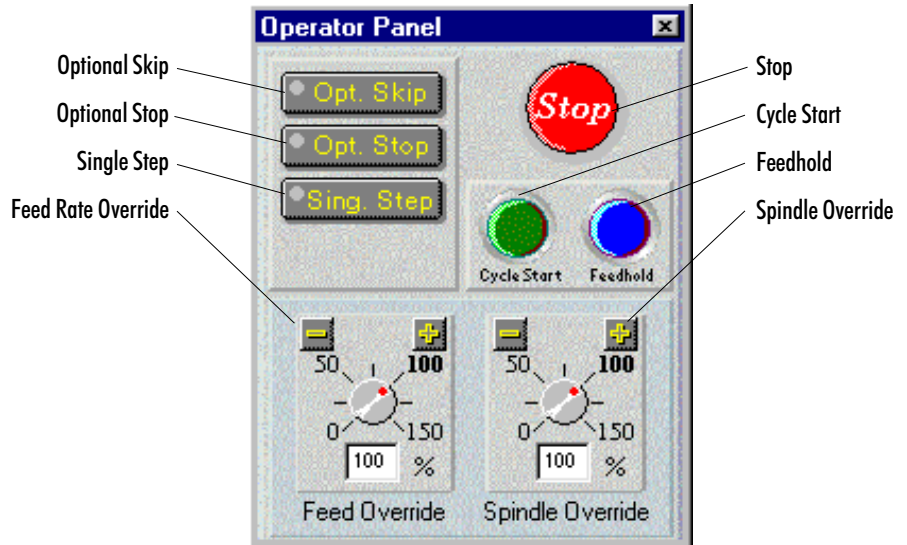 Operator Panel
Optional Skip
Optional Stop
Single Step
Feed Rate Override
Opt. Skip
Opt. Stop
Sing. Step
Stop
Cycle Start
Feedhold
Stop
Cycle Start
Feedhold
Spindle Override
50
100
0
150
100
%
Feed Override
50
100
0
150
100
%
Spindle Override